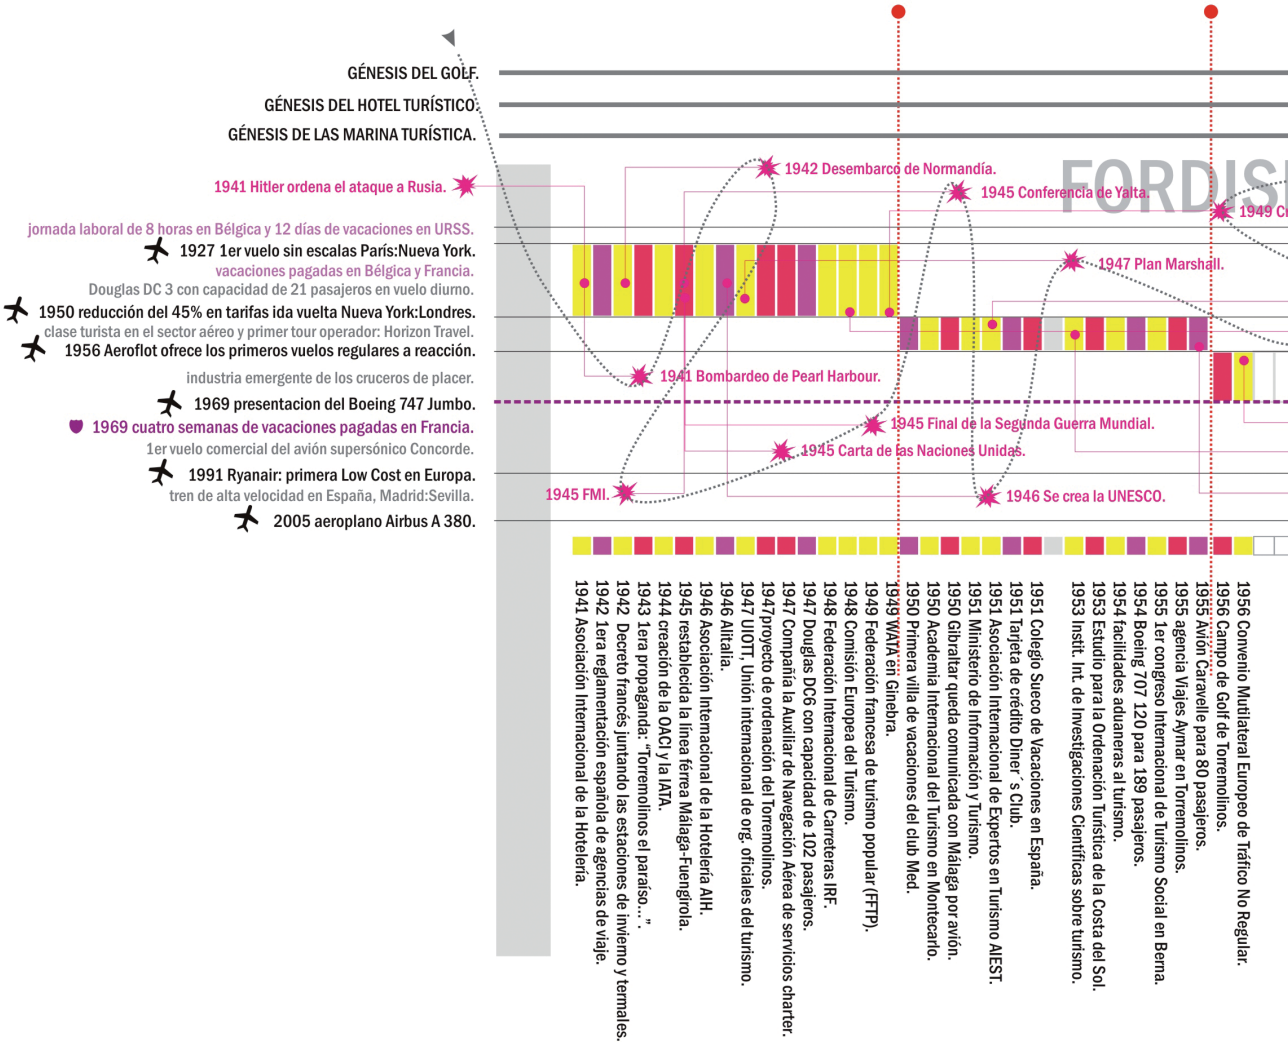 GÉNESIS DEL GOLF.
GÉNESIS DEL HOTEL TURÍSTICO.
GÉNESIS DE LAS MARINA TURÍSTICA.
1942 Desembarco de Normandía.
FORDIS
1941 Hitler ordena el ataque a Rusia.
1945 Conferencia de Yalta.
1949
jornada laboral de 8 horas en Bélgica y 12 días de vacaciones en URSS.
1927 1er vuelo sin escalas París:Nueva York.
vacaciones pagadas en Bélgica y Francia.
1947 Plan Marshall.
Douglas DC 3 con capacidad de 21 pasajeros en vuelo diurno.
1950 reducción del 45% en tarifas ida vuelta Nueva York:Londres.
clase turista en el sector aéreo y primer tour operador: Horizon Travel.
1956 Aeroflot ofrece los primeros vuelos regulares a reacción.
industria emergente de los cruceros de placer.
1941 Bombardeo de Pearl Harbour.
1969 presentacion del Boeing 747 Jumbo.
1969 cuatro semanas de vacaciones pagadas en Francia.
1945 Final de la Segunda Guerra Mundial.
1er vuelo comercial del avión supersónico Concorde.
1945 Carta de las Naciones Unidas.
1991 Ryanair: primera Low Cost en Europa.
tren de alta velocidad en España, Madrid:Sevilla.
1945 FMI.
1946 Se crea la UNESCO.
2005 aeroplano Airbus A 380.
1941 Asociación Internacional de la Hotelería.
1942 1era reglamentación española de agencias de viaje.
1942 Decreto francés juntando las estaciones de invierno y termales.
1943 1era propaganda: “Torremolinos el paraíso...”.
1944 creación de la OACI y la IATA.
1945 restablecida la línea férrea Málaga-Fuengirola.
1946 Asociación Internacional de la Hotelería AIH.
1946 Alitalia.
1947 UIOTT, Unión internacional de org. oficiales del turismo.
1947proyecto de ordenación del Torremolinos.
1947 Compañía la Auxiliar de Navegación Aérea de servicios charter.
1947 Douglas DC6 con capacidad de 102 pasajeros.
1948 Federación Internacional de Carreteras IRF.
1948 Comisión Europea del Turismo.
1949 Federación francesa de turismo popular (FFTP).
1949 WATA en Ginebra.
1950 Primera villa de vacaciones del club Med.
1950 Academia Internacional del Turismo en Montecarlo.
1950 Gibraltar queda comunicada con Málaga por avión.
1951 Ministerio de Información y Turismo.
1951 Asociación Internacional de Expertos en Turismo AIEST.
1951 Tarjeta de crédito Diner´s Club.
1951 Colegio Sueco de Vacaciones en España.
1953 Instit. Int. de Investigaciones Científicas sobre turismo.
1953 Estudio para la Ordenación Turística de la Costa del Sol.
1954 facilidades aduaneras al turismo.
1954 Boeing 707 120 para 189 pasajeros.
1955 1er congreso Internacional de Turismo Social en Berna.
1955 agencia Viajes Aymar en Torremolinos.
1955 Avión Caravelle para 80 pasajeros.
1956 Campo de Golf de Torremolinos.
1956 Convenio Mutilateral Europeo de Tráfico No Regular.